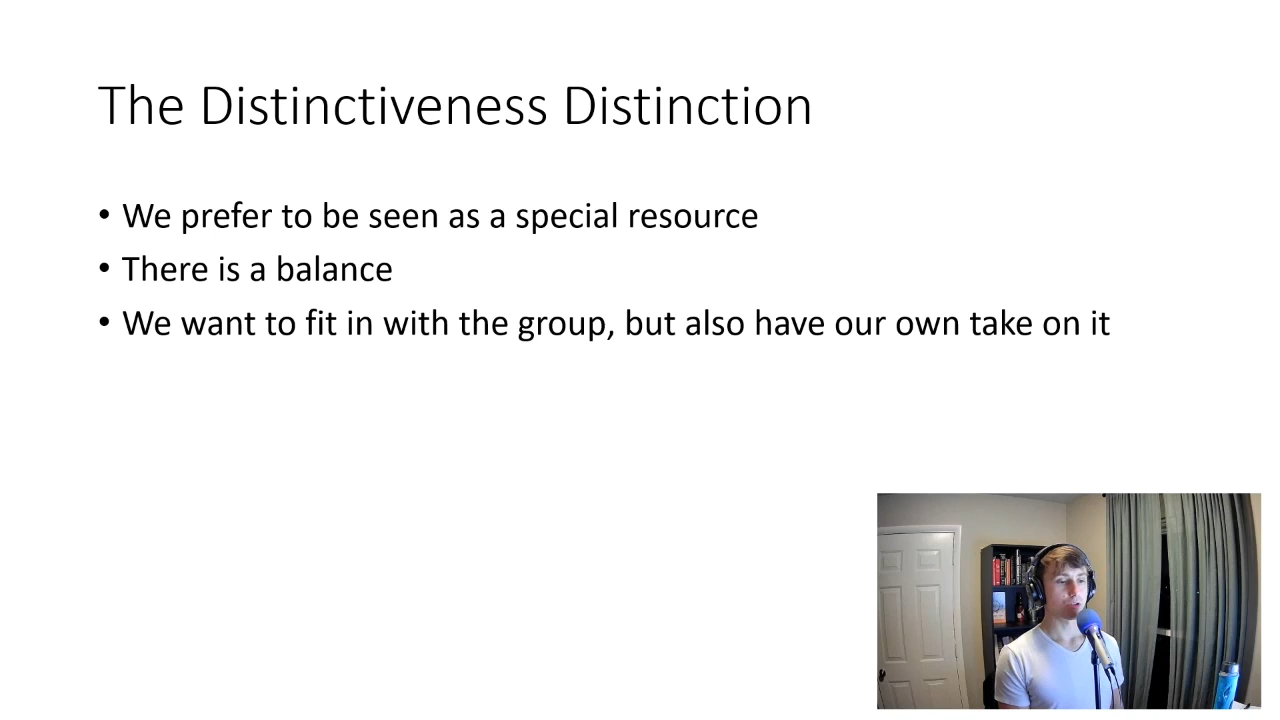 The Distinctiveness Distinction
• We prefer to be seen as a special resource
• There is a balance
• We want to fit in with the group, but also have our own take on it